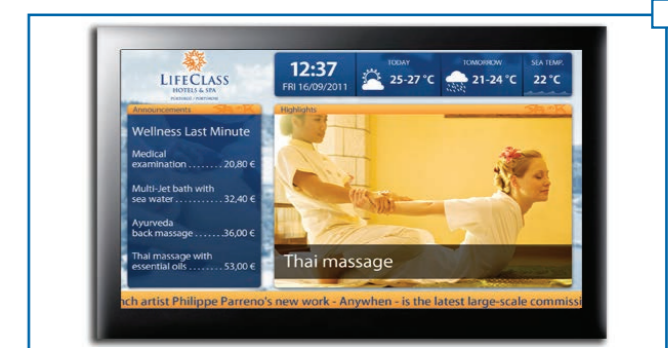 LIFECLASS
HOTELS & SPA
12:37
FRI 16/09/2011
TODAY
25-27 °C
TOMORROW
21-24 °C
SEA TEMP.
22 °C
Announcements
Wellness Last Minute
Medical
examination ......... 20,80 €
Multi-Jet bath with
sea water ............ 32,40 €
Ayurveda
back massage ....... 36,00 €
Thai massage with
essential oils ......... 53,00 €
Highlights
Thai massage
nch artist Philippe Parreno's new work - Anywhen - is the latest large-scale commissi